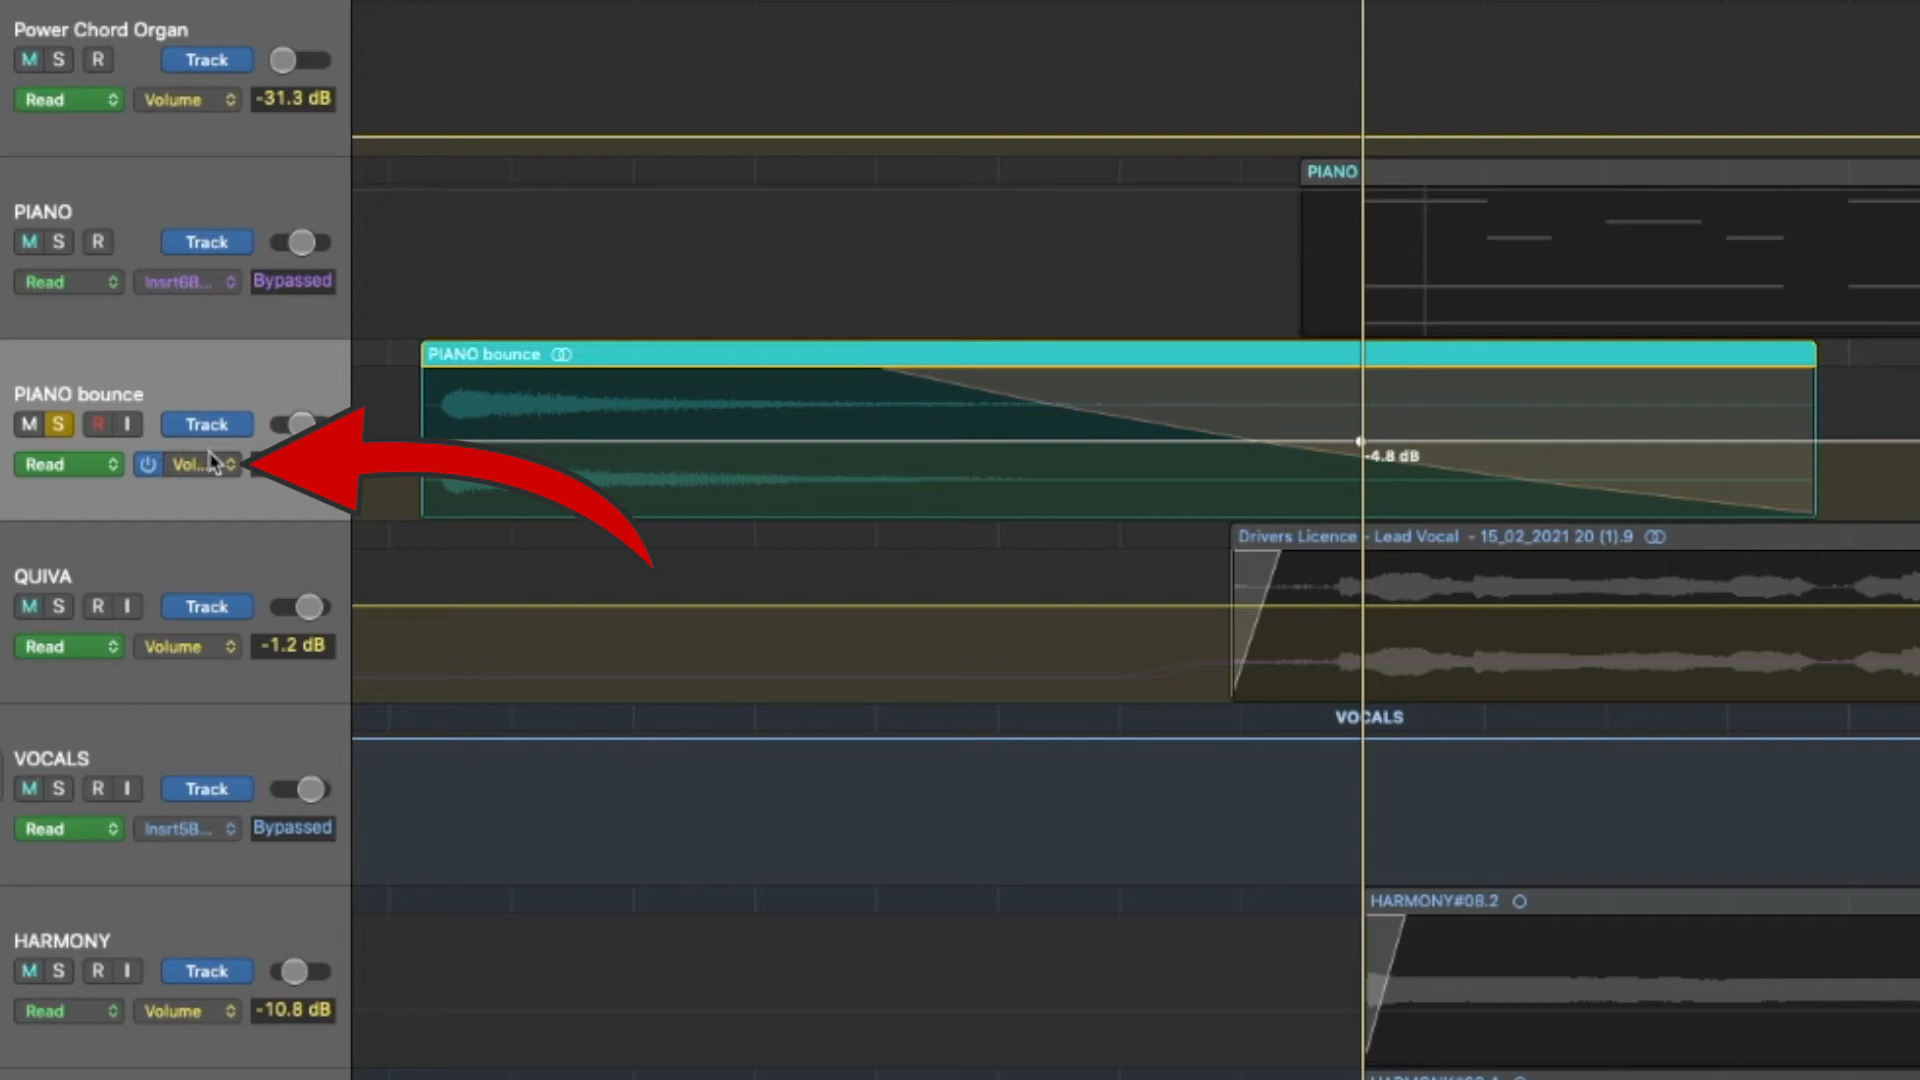 Power Chord Organ
M S R Track
Read Volume -31.3 dB
PIANO
PIANO
M S R Track
Read Insrt6B... Bypassed
PIANO bounce
PIANO bounce
M S R I Track
Read Vol...
-4.8 dB
Drivers Licence - Lead Vocal - 15_02_2021 20 (1).9
QUIVA
M S R I Track
Read Volume -1.2 dB
VOCALS
VOCALS
M S R I Track
Read Insrt5B... Bypassed
HARMONY#08.2
HARMONY
M S R I Track
Read Volume -10.8 dB